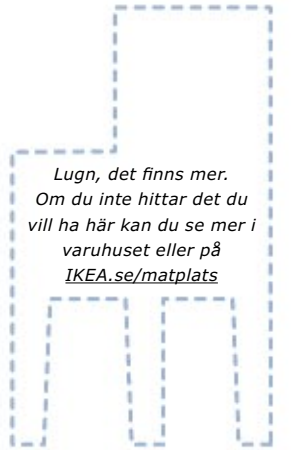 Lugn, det finns mer.
Om du inte hittar det du
vill ha här kan du se mer i
varuhuset eller på
IKEA.se/matplats